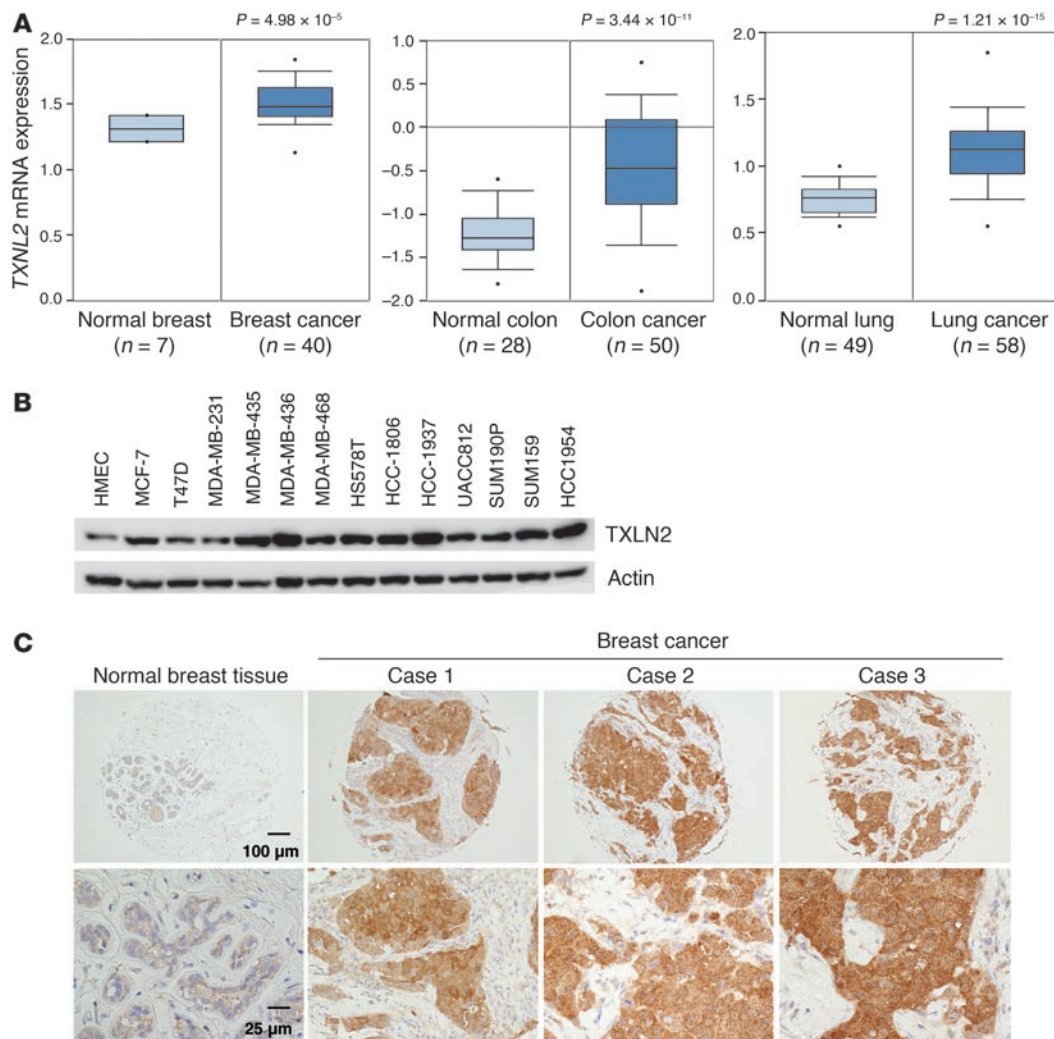 A
P = 4.98 × 10⁻⁵
P = 3.44 × 10⁻¹¹
P = 1.21 × 10⁻¹⁵
TXNL2 mRNA expression
2.0
1.5
1.0
0.0
1.0
0.5
0.0
−0.5
−1.0
−1.5
−2.0
2.0
1.5
1.0
0.5
0.0
Normal breast
(n = 7)
Breast cancer
(n = 40)
Normal colon
(n = 28)
Colon cancer
(n = 50)
Normal lung
(n = 49)
Lung cancer
(n = 58)
B
HMEC
MCF-7
T47D
MDA-MB-231
MDA-MB-435
MDA-MB-436
MDA-MB-468
HS578T
HCC-1806
HCC-1937
UACC812
SUM190P
SUM159
HCC1954
TXLN2
Actin
C
Breast cancer
Normal breast tissue
Case 1
Case 2
Case 3
100 µm
25 µm